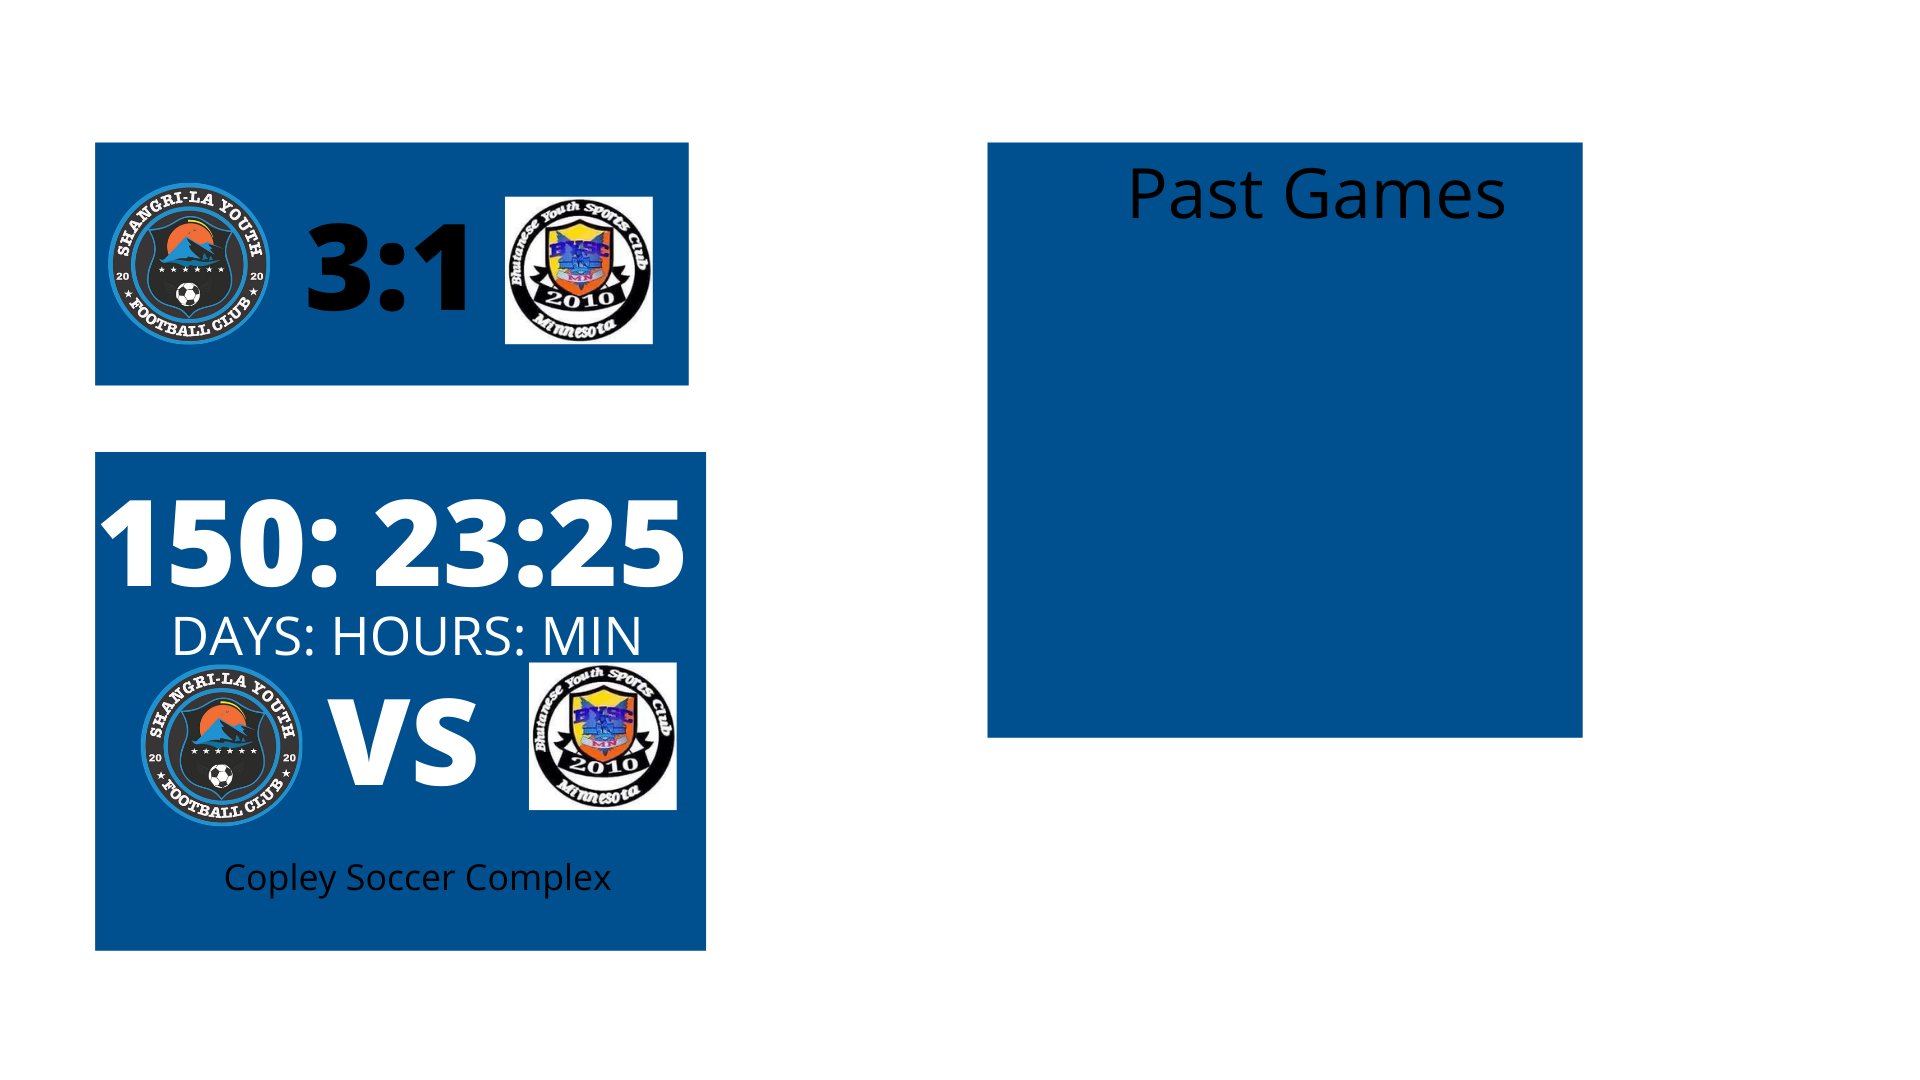 SHANGRI-LA YOUTH
20 20
FOOTBALL CLUB
3:1
Bhutanese Youth Sports Club
BYSC
MN
2010
Minnesota
150: 23:25
DAYS: HOURS: MIN
SHANGRI-LA YOUTH
20 20
FOOTBALL CLUB
VS
Bhutanese Youth Sports Club
BYSC
MN
2010
Minnesota
Copley Soccer Complex
Past Games